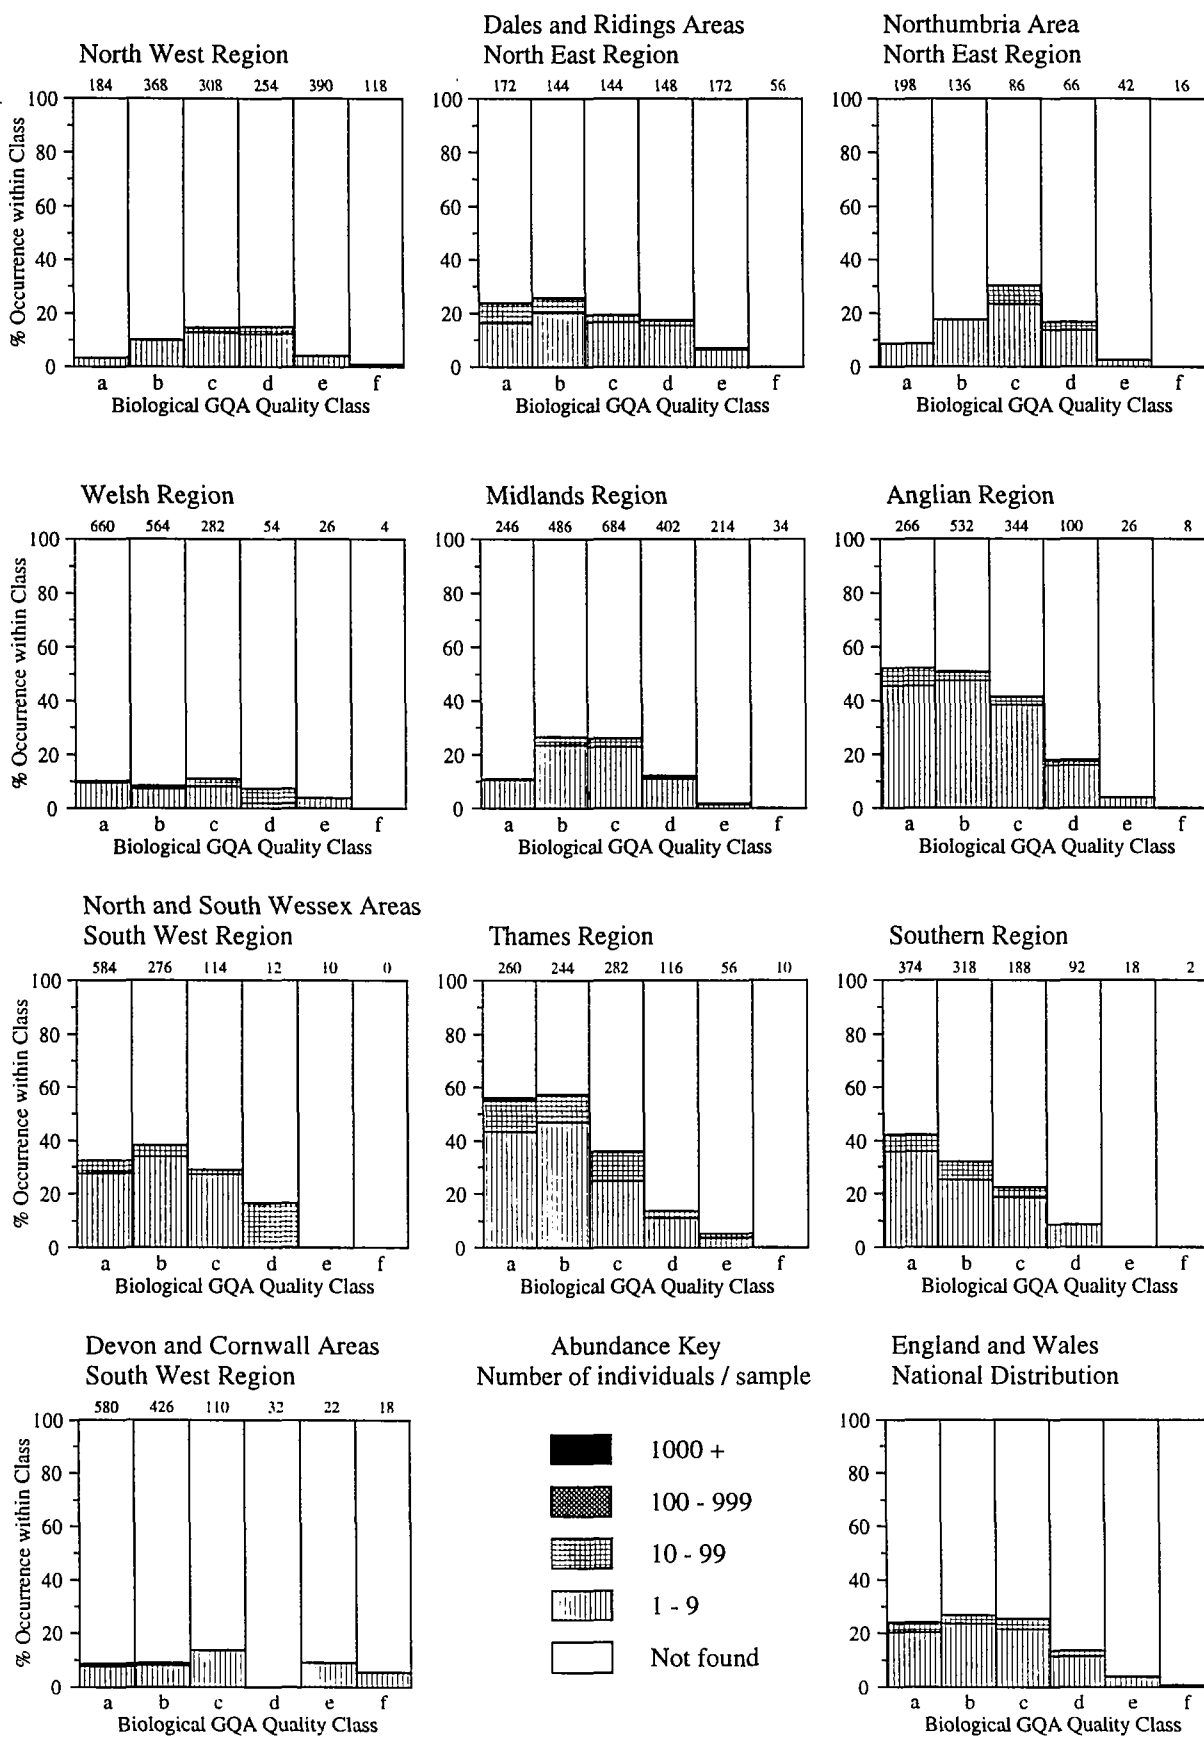 North West Region
184 368 308 254 390 118
% Occurrence within Class
100
80
60
40
20
0
a b c d e f
Biological GQA Quality Class
Dales and Ridings Areas
North East Region
172 144 144 148 172 56
100
80
60
40
20
0
a b c d e f
Biological GQA Quality Class
Northumbria Area
North East Region
198 136 86 66 42 16
100
80
60
40
20
0
a b c d e f
Biological GQA Quality Class
Welsh Region
660 564 282 54 26 4
% Occurrence within Class
100
80
60
40
20
0
a b c d e f
Biological GQA Quality Class
Midlands Region
246 486 684 402 214 34
100
80
60
40
20
0
a b c d e f
Biological GQA Quality Class
Anglian Region
266 532 344 100 26 8
100
80
60
40
20
0
a b c d e f
Biological GQA Quality Class
North and South Wessex Areas
South West Region
584 276 114 12 10 0
% Occurrence within Class
100
80
60
40
20
0
a b c d e f
Biological GQA Quality Class
Thames Region
260 244 282 116 56 10
100
80
60
40
20
0
a b c d e f
Biological GQA Quality Class
Southern Region
374 318 188 92 18 2
100
80
60
40
20
0
a b c d e f
Biological GQA Quality Class
Devon and Cornwall Areas
South West Region
580 426 110 32 22 18
% Occurrence within Class
100
80
60
40
20
0
a b c d e f
Biological GQA Quality Class
Abundance Key
Number of individuals / sample
1000 +
100 - 999
10 - 99
1 - 9
Not found
England and Wales
National Distribution
100
80
60
40
20
0
a b c d e f
Biological GQA Quality Class